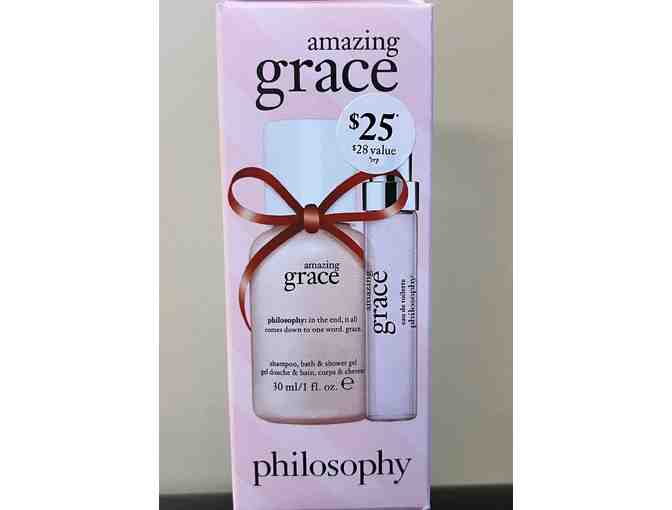 amazing
grace
$25*
$28 value
*srp
amazing
grace
philosophy: in the end, it all
comes down to one word. grace.
shampoo, bath & shower gel
gel douche & bain, corps & cheveux
30 ml/1 fl. oz. ℮
amazing
grace
eau de toilette
philosophy
philosophy